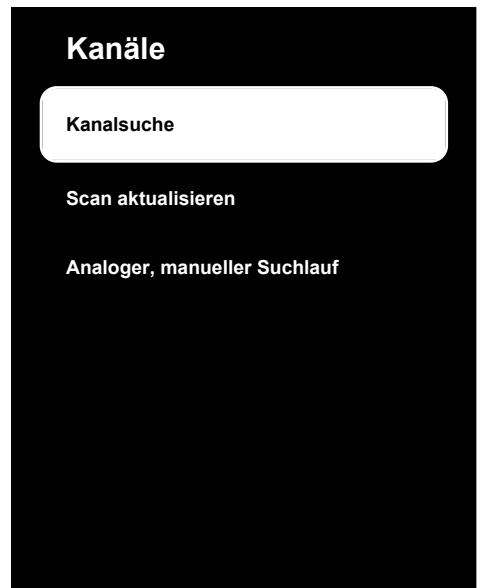 Kanäle
Kanalsuche
Scan aktualisieren
Analoger, manueller Suchlauf